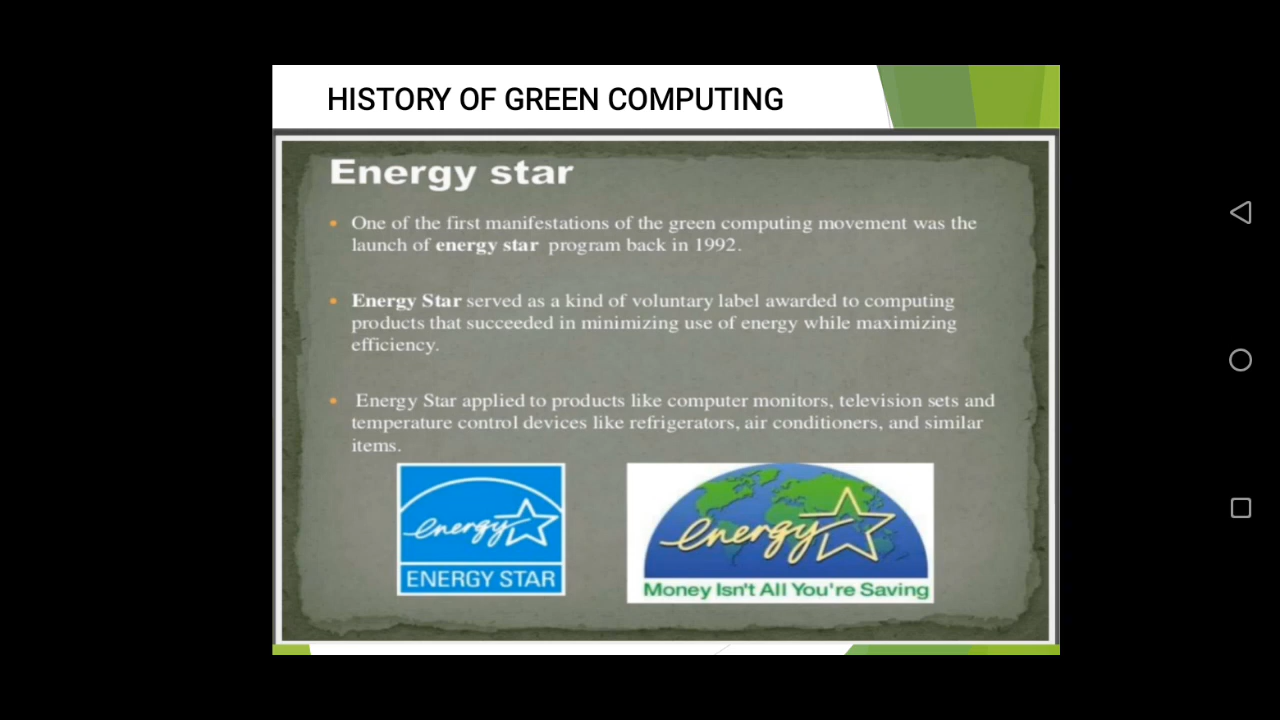 HISTORY OF GREEN COMPUTING
Energy star
• One of the first manifestations of the green computing movement was the
launch of energy star program back in 1992.
• Energy Star served as a kind of voluntary label awarded to computing
products that succeeded in minimizing use of energy while maximizing
efficiency.
• Energy Star applied to products like computer monitors, television sets and
temperature control devices like refrigerators, air conditioners, and similar
items.
energy
ENERGY STAR
energy
Money Isn't All You're Saving